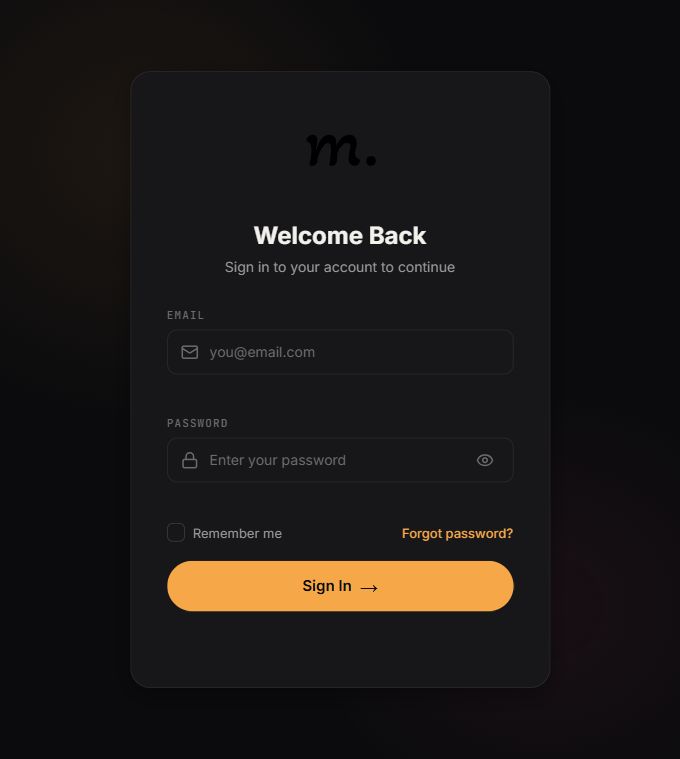 m.
Welcome Back
Sign in to your account to continue
EMAIL
you@email.com
PASSWORD
Enter your password
Remember me
Forgot password?
Sign In →